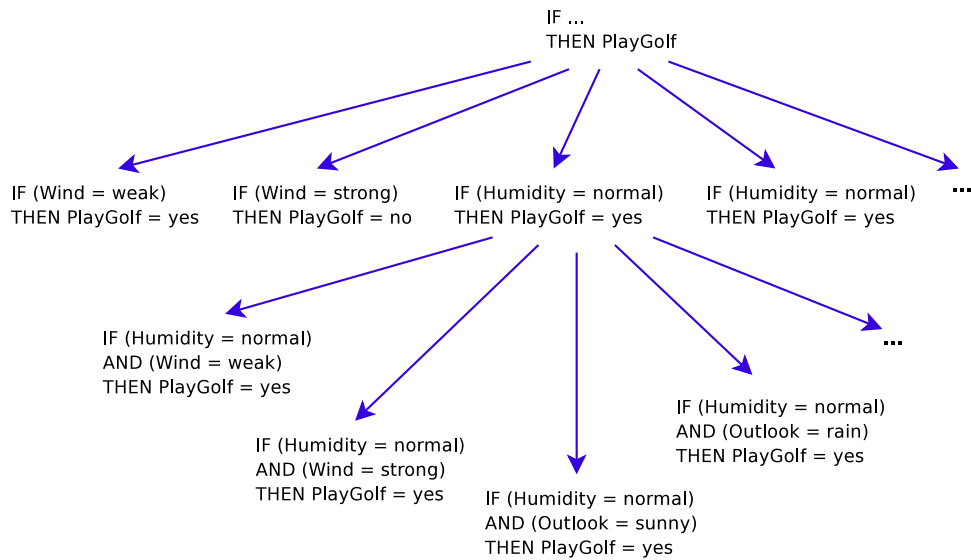 IF ...
THEN PlayGolf
IF (Wind = weak)
THEN PlayGolf = yes
IF (Wind = strong)
THEN PlayGolf = no
IF (Humidity = normal)
THEN PlayGolf = yes
IF (Humidity = normal)
THEN PlayGolf = yes
...
IF (Humidity = normal)
AND (Wind = weak)
THEN PlayGolf = yes
IF (Humidity = normal)
AND (Wind = strong)
THEN PlayGolf = yes
IF (Humidity = normal)
AND (Outlook = sunny)
THEN PlayGolf = yes
IF (Humidity = normal)
AND (Outlook = rain)
THEN PlayGolf = yes
...